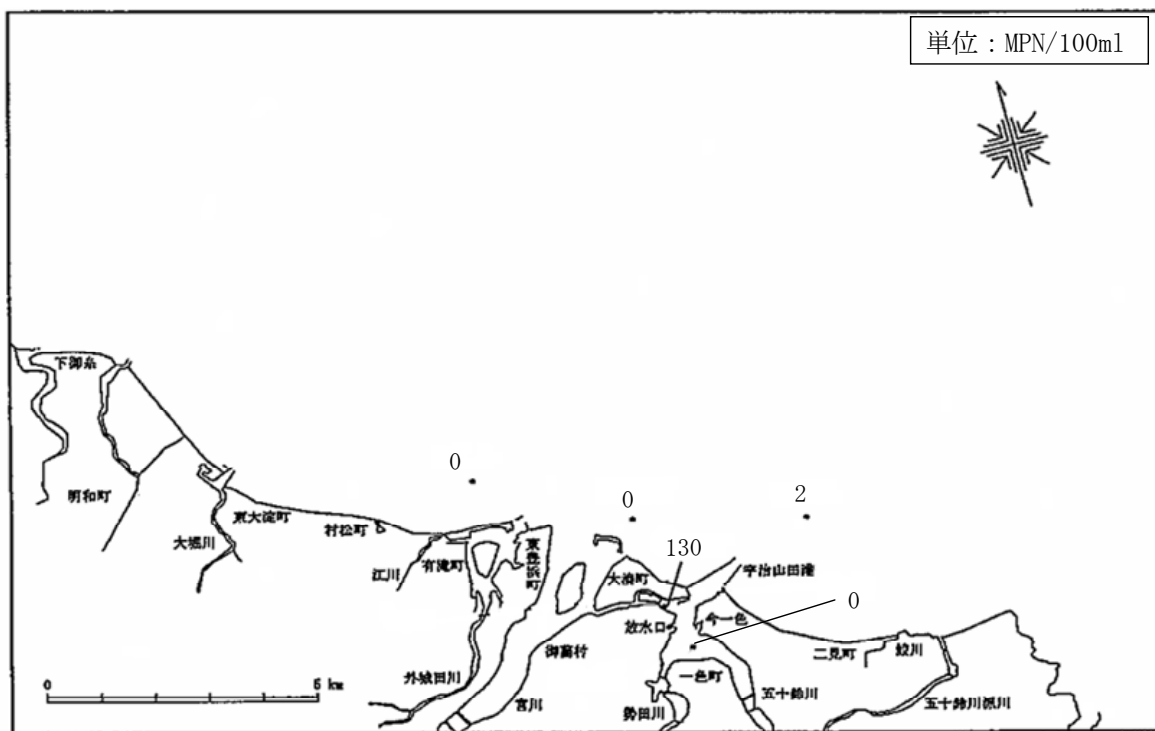 単位：MPN/100ml
下御糸
0
明和町
0
2
東大淀町
村松町
大堀川
130
江川
有滝町
東豊浜町
大湊町
宇治山田港
0
放水口
今一色
御薗村
二見町
鮫川
外城田川
一色町
0
5 km
宮川
勢田川
五十鈴川
五十鈴川派川